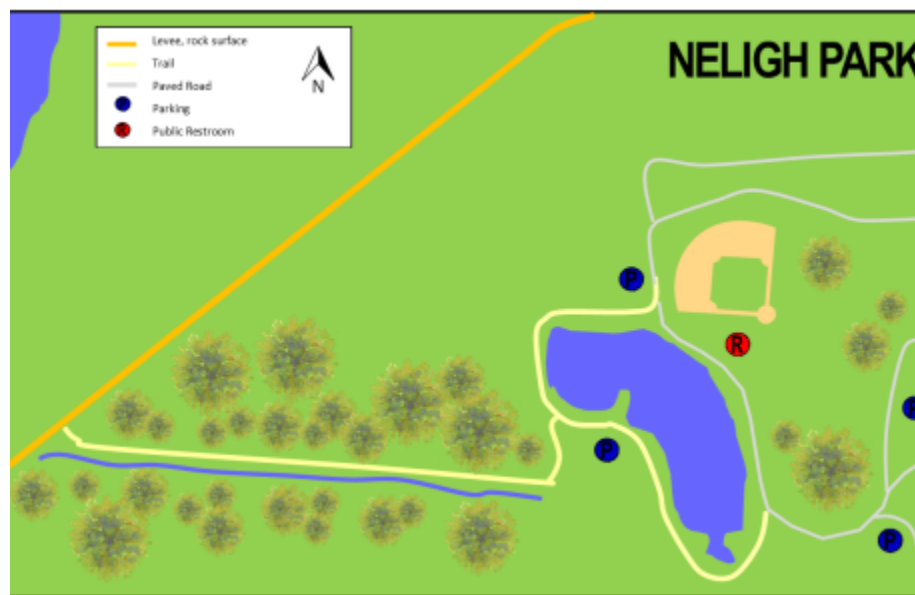 Levee, rock surface
Trail
Paved Road
Parking
Public Restroom
N
NELIGH PARK
P
R
P
P
P
R